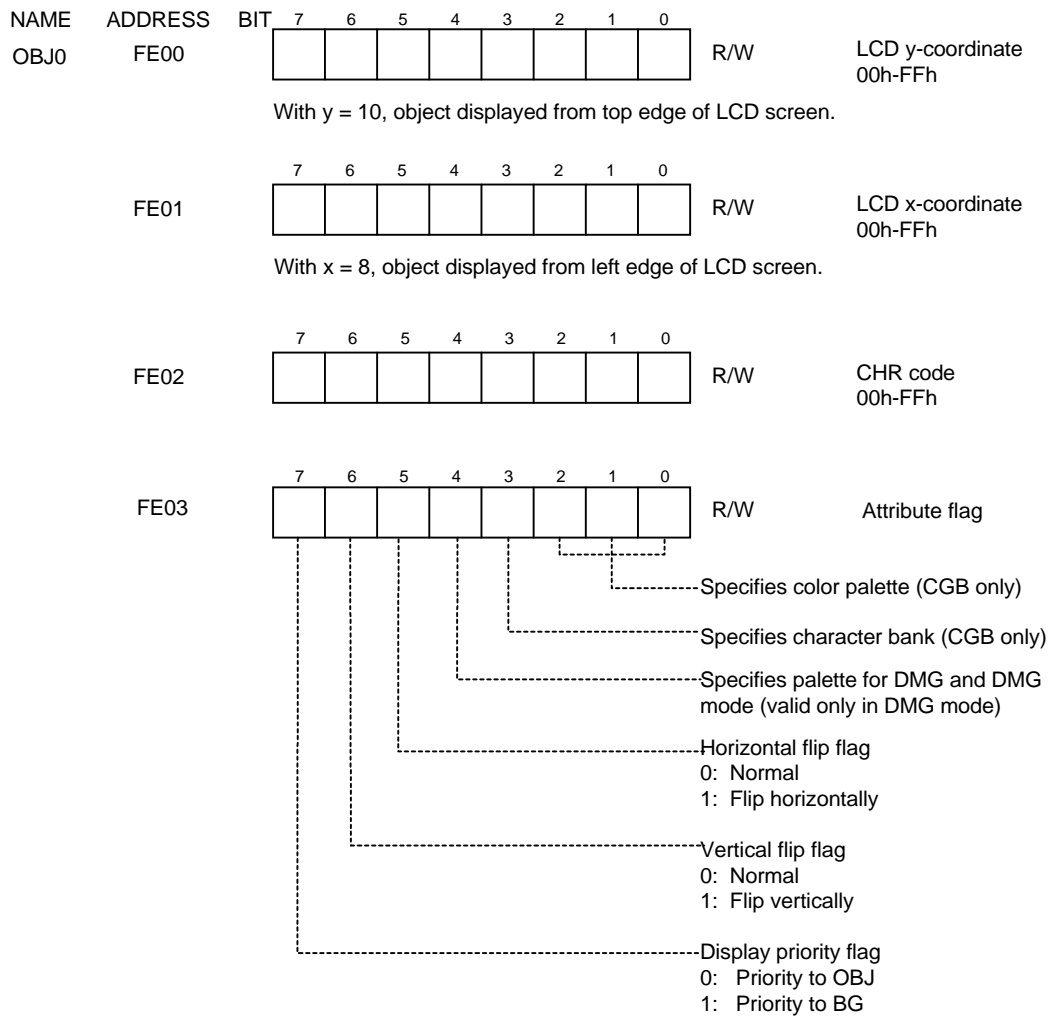 NAME ADDRESS BIT 7 6 5 4 3 2 1 0
OBJ0 FE00 R/W LCD y-coordinate
00h-FFh
With y = 10, object displayed from top edge of LCD screen.
7 6 5 4 3 2 1 0
FE01 R/W LCD x-coordinate
00h-FFh
With x = 8, object displayed from left edge of LCD screen.
7 6 5 4 3 2 1 0
FE02 R/W CHR code
00h-FFh
7 6 5 4 3 2 1 0
FE03 R/W Attribute flag
Specifies color palette (CGB only)
Specifies character bank (CGB only)
Specifies palette for DMG and DMG
mode (valid only in DMG mode)
Horizontal flip flag
0: Normal
1: Flip horizontally
Vertical flip flag
0: Normal
1: Flip vertically
Display priority flag
0: Priority to OBJ
1: Priority to BG